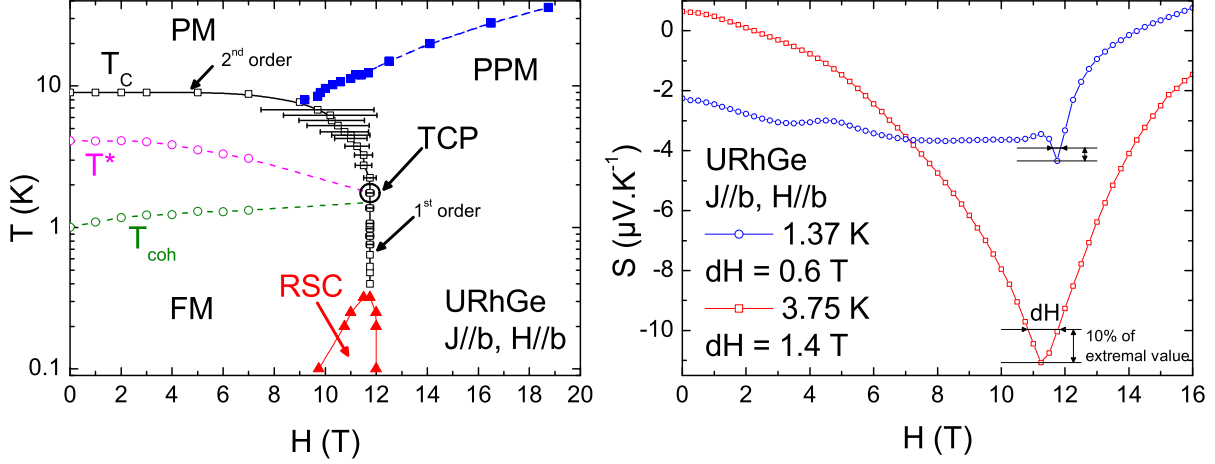 PM
T_C
2nd order
PPM
TCP
T*
1st order
T_coh
RSC
FM
URhGe
J//b, H//b
10
1
0.1
T (K)
0 2 4 6 8 10 12 14 16 18 20
H (T)
0
-2
-4
-6
-8
-10
S (μV.K⁻¹)
URhGe
J//b, H//b
1.37 K
dH = 0.6 T
3.75 K
dH = 1.4 T
dH
10% of
extremal value
0 2 4 6 8 10 12 14 16
H (T)